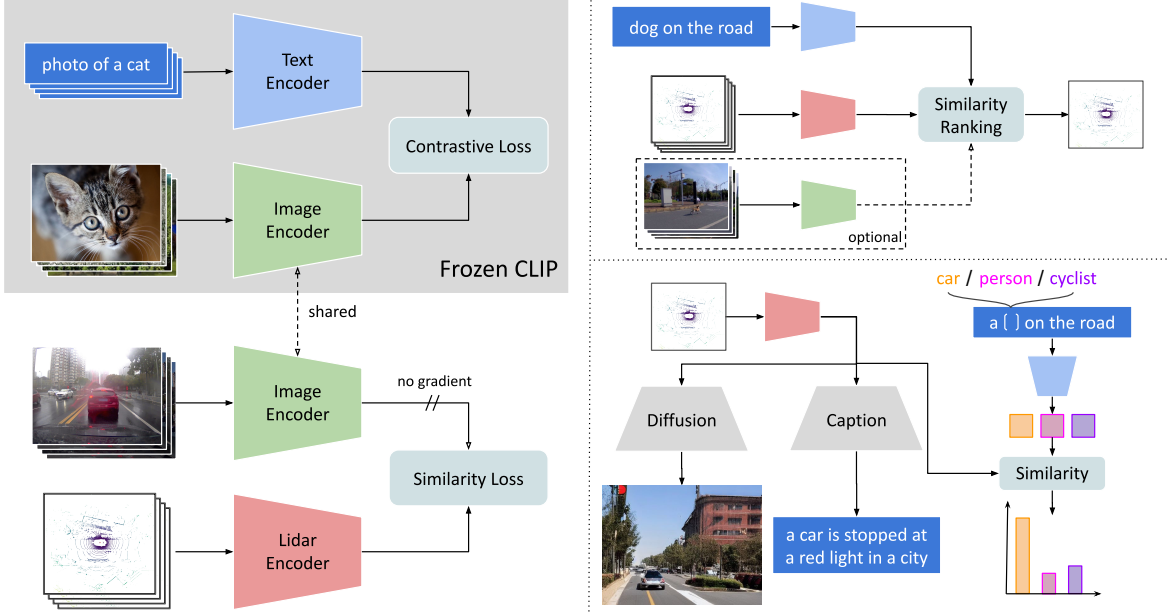 photo of a cat
Text
Encoder
Contrastive Loss
Image
Encoder
Frozen CLIP
shared
Image
Encoder
no gradient
Similarity Loss
Lidar
Encoder
dog on the road
Similarity
Ranking
optional
car / person / cyclist
a [ ] on the road
Diffusion
Caption
Similarity
a car is stopped at
a red light in a city